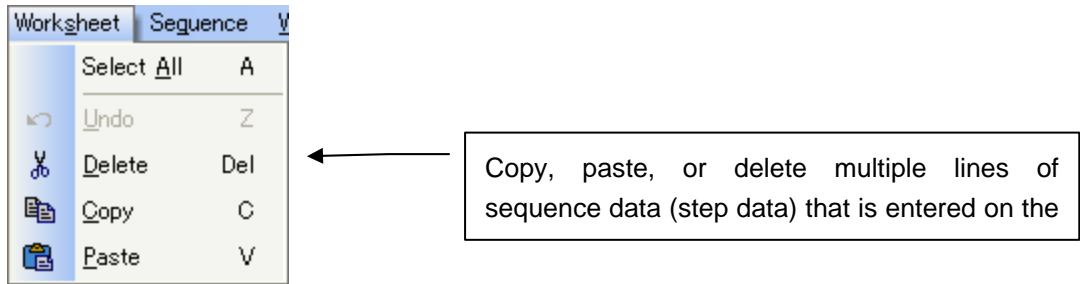 Worksheet Sequence
Select All A
Undo Z
Delete Del
Copy C
Paste V
Copy, paste, or delete multiple lines of
sequence data (step data) that is entered on the